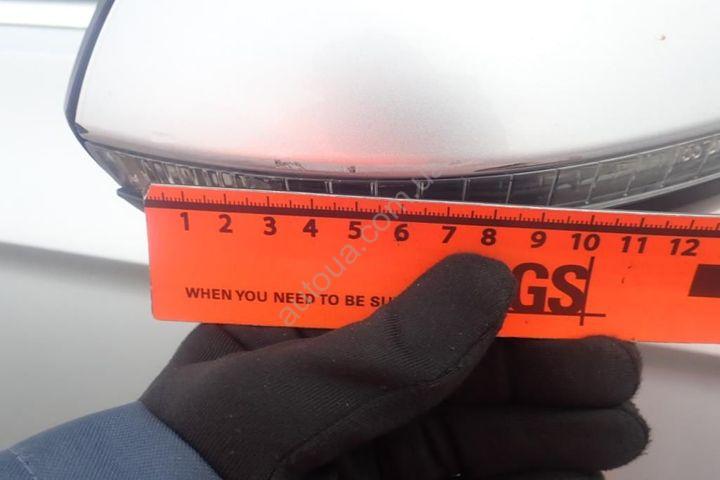 1 2 3 4 5 6 7 8 9 10 11 12
WHEN YOU NEED TO BE SU GS
autoua.com.ua